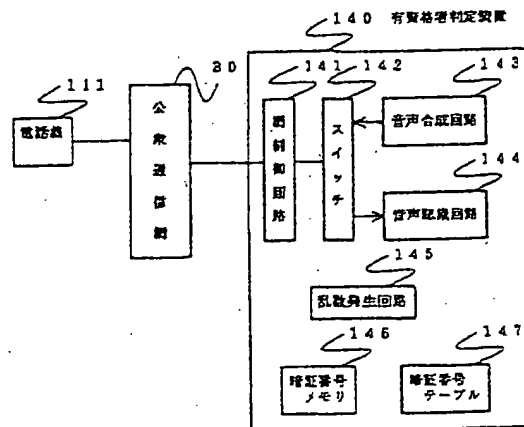 140 有資格者判定装置
111
30
141
142
143
電話機
公衆通信網
網制御回路
スイッチ
音声合成回路
144
音声認識回路
145
乱数発生回路
146
147
暗証番号
メモリ
暗証番号
テーブル